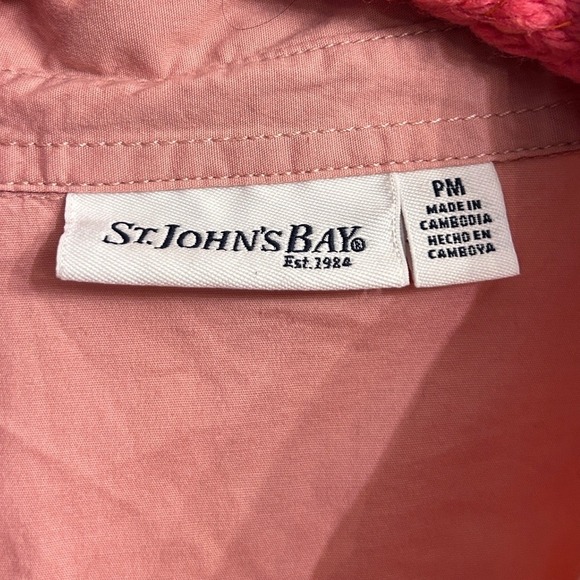 ST. JOHN'S BAY®
Est. 1984
PM
MADE IN
CAMBODIA
HECHO EN
CAMBOYA